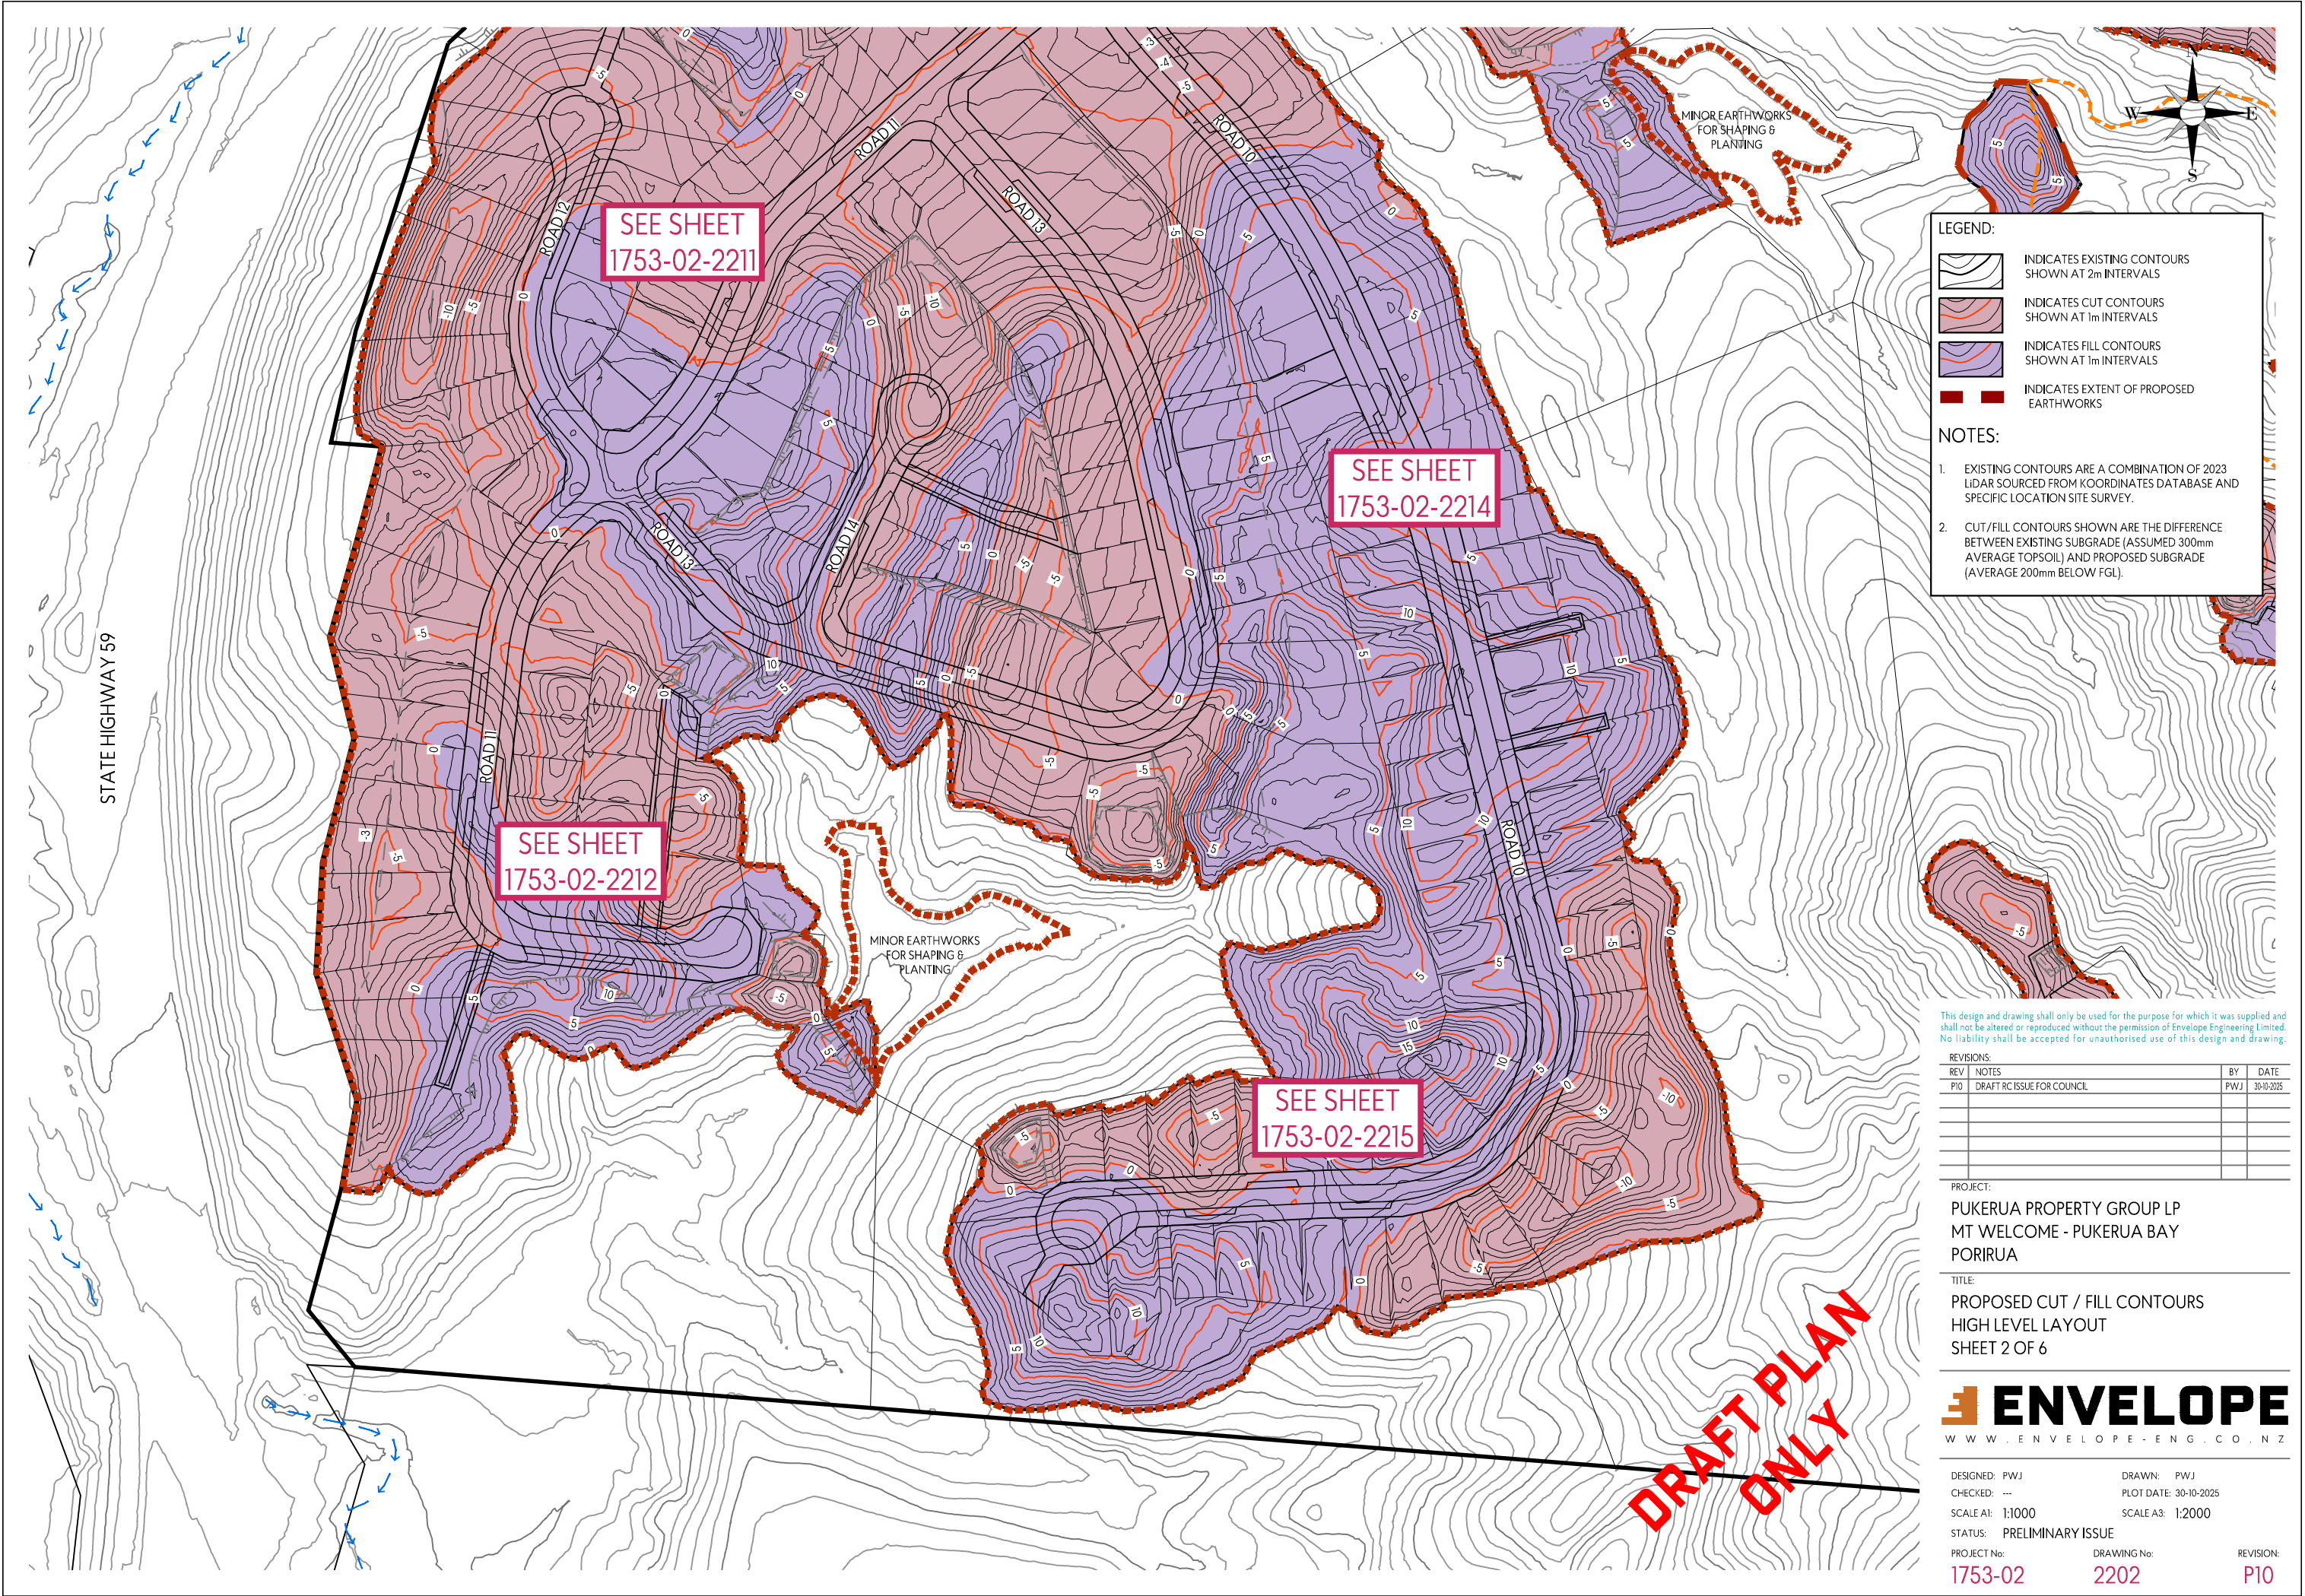 STATE HIGHWAY 59
ROAD 12
SEE SHEET
1753-02-2211
ROAD 11
ROAD 13
ROAD 10
MINOR EARTHWORKS
FOR SHAPING &
PLANTING
SEE SHEET
1753-02-2214
ROAD 13
ROAD 14
ROAD 11
SEE SHEET
1753-02-2212
ROAD 10
MINOR EARTHWORKS
FOR SHAPING &
PLANTING
SEE SHEET
1753-02-2215
DRAFT PLAN
ONLY
W
E
S
LEGEND:
INDICATES EXISTING CONTOURS
SHOWN AT 2m INTERVALS
INDICATES CUT CONTOURS
SHOWN AT 1m INTERVALS
INDICATES FILL CONTOURS
SHOWN AT 1m INTERVALS
INDICATES EXTENT OF PROPOSED
EARTHWORKS
NOTES:
1. EXISTING CONTOURS ARE A COMBINATION OF 2023
LiDAR SOURCED FROM KOORDINATES DATABASE AND
SPECIFIC LOCATION SITE SURVEY.
2. CUT/FILL CONTOURS SHOWN ARE THE DIFFERENCE
BETWEEN EXISTING SUBGRADE (ASSUMED 300mm
AVERAGE TOPSOIL) AND PROPOSED SUBGRADE
(AVERAGE 200mm BELOW FGL).
This design and drawing shall only be used for the purpose for which it was supplied and
shall not be altered or reproduced without the permission of Envelope Engineering Limited.
No liability shall be accepted for unauthorised use of this design and drawing.
REVISIONS:
REV NOTES BY DATE
P10 DRAFT RC ISSUE FOR COUNCIL PWJ 30-10-2025
PROJECT:
PUKERUA PROPERTY GROUP LP
MT WELCOME - PUKERUA BAY
PORIRUA
TITLE:
PROPOSED CUT / FILL CONTOURS
HIGH LEVEL LAYOUT
SHEET 2 OF 6
ENVELOPE
WWW.ENVELOPE-ENG.CO.NZ
DESIGNED: PWJ DRAWN: PWJ
CHECKED: --- PLOT DATE: 30-10-2025
SCALE A1: 1:1000 SCALE A3: 1:2000
STATUS: PRELIMINARY ISSUE
PROJECT No: DRAWING No: REVISION:
1753-02 2202 P10